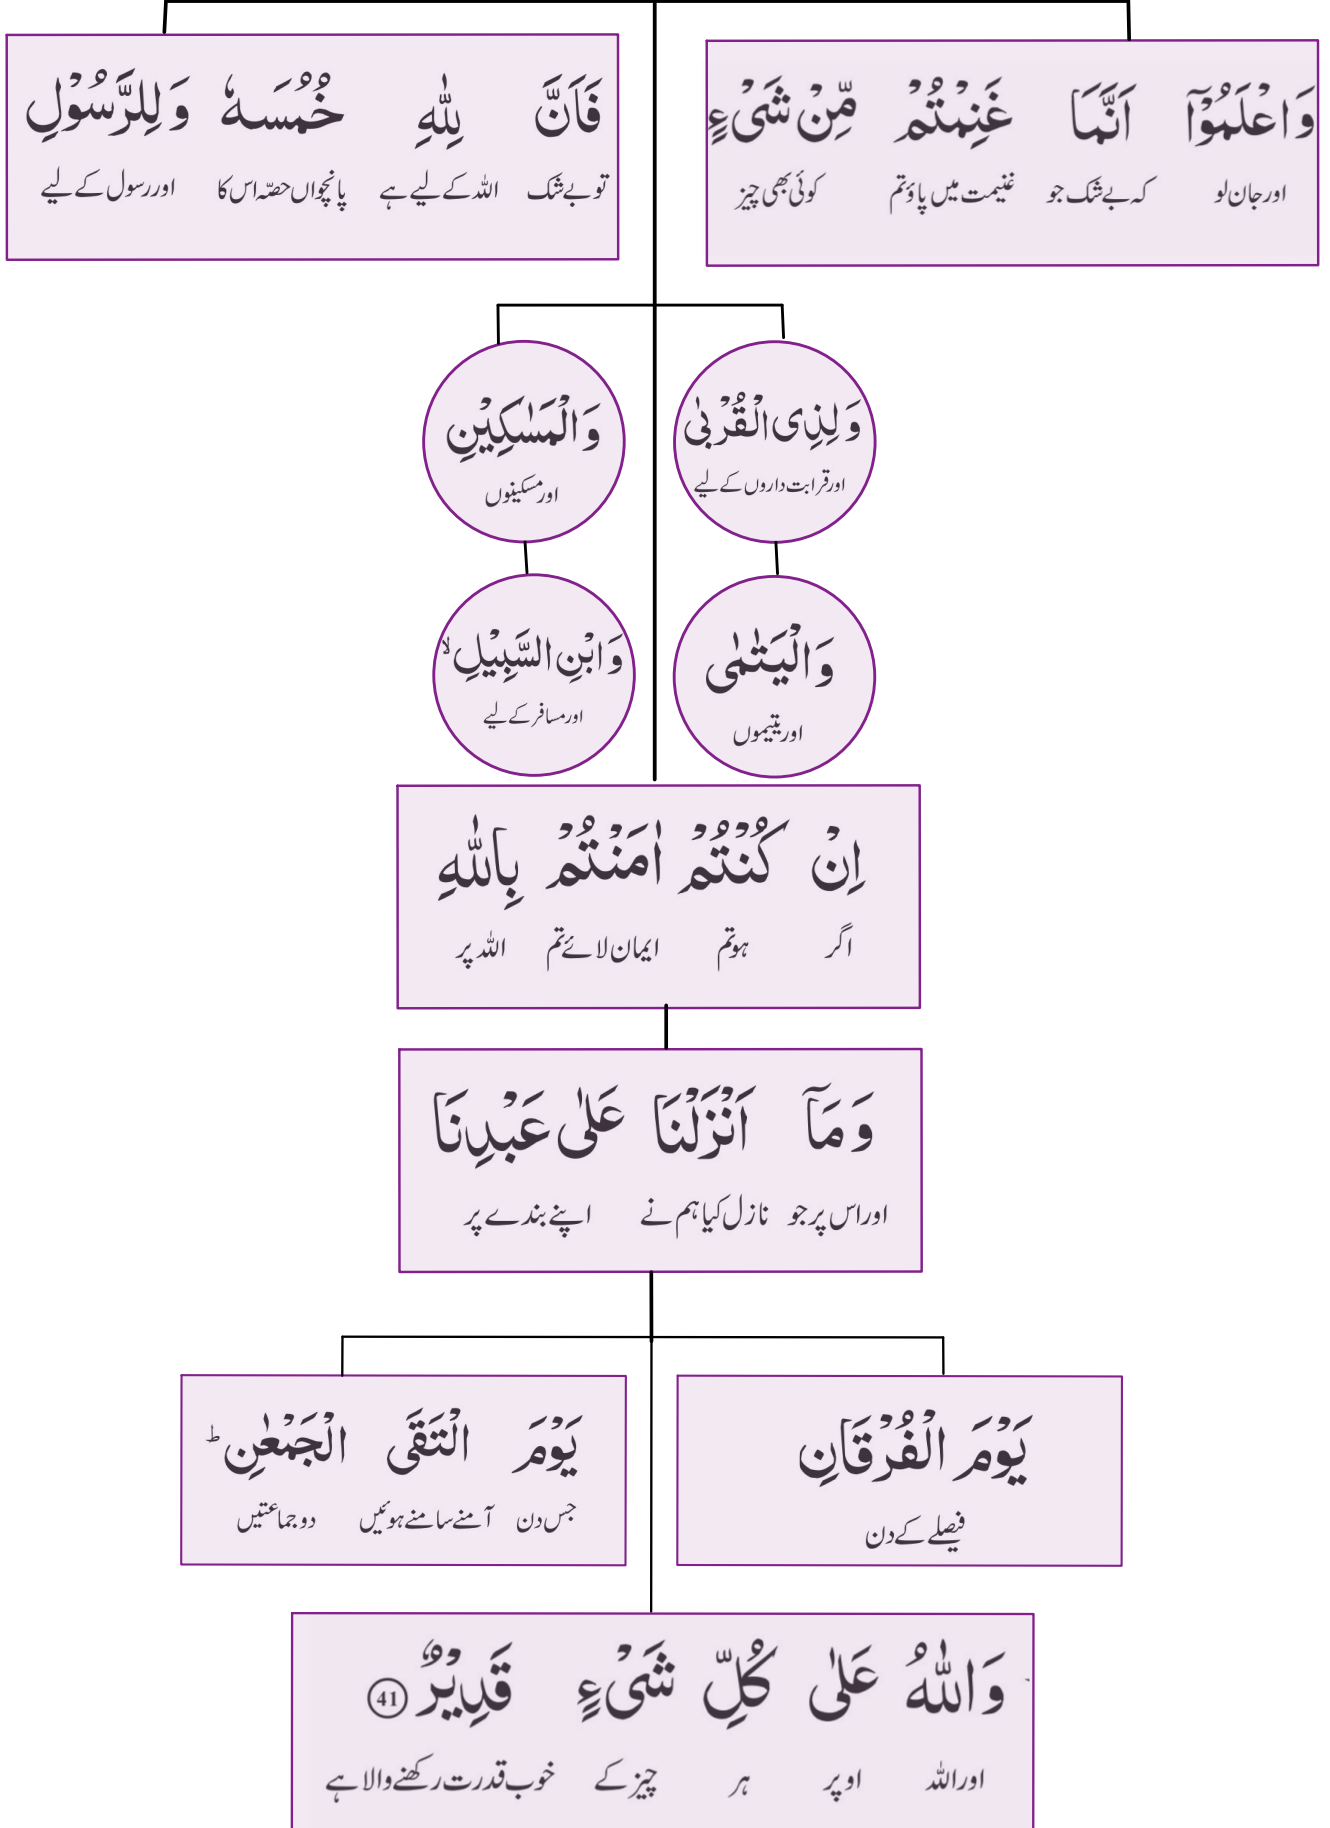 وَاعْلَمُوْٓا اَنَّمَا غَنِمْتُمْ مِّنْ شَیْءٍ
اور جان لو کہ بے شک جو غنیمت میں پاؤ تم کوئی بھی چیز
فَاَنَّ لِلّٰهِ خُمُسَهٗ وَلِلرَّسُوْلِ
تو بے شک اللہ کے لیے ہے پانچواں حصّہ اس کا اور رسول کے لیے
وَلِذِی الْقُرْبٰی
اور قرابت داروں کے لیے
وَالْیَتٰمٰی
اور یتیموں
وَالْمَسٰكِیْنِ
اور مسکینوں
وَابْنِ السَّبِیْلِ ۙ
اور مسافر کے لیے
اِنْ كُنْتُمْ اٰمَنْتُمْ بِاللّٰهِ
اگر ہو تم ایمان لائے تم اللہ پر
وَمَآ اَنْزَلْنَا عَلٰی عَبْدِنَا
اور اس پر جو نازل کیا ہم نے اپنے بندے پر
یَوْمَ الْفُرْقَانِ
فیصلے کے دن
یَوْمَ الْتَقَی الْجَمْعٰنِ ؕ
جس دن آمنے سامنے ہوئیں دو جماعتیں
وَاللّٰهُ عَلٰی كُلِّ شَیْءٍ قَدِیْرٌ 41
اور اللہ اوپر ہر چیز کے خوب قدرت رکھنے والا ہے